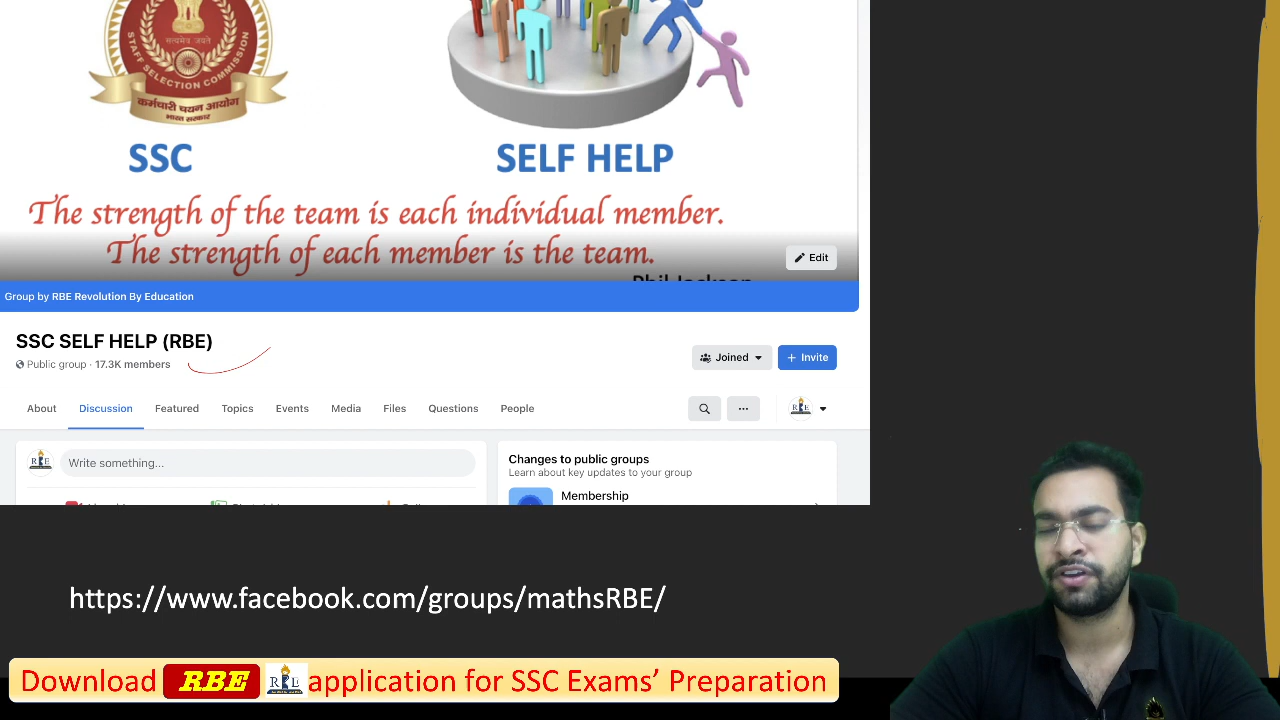 सत्यमेव जयते
STAFF SELECTION COMMISSION
कर्मचारी चयन आयोग
भारत सरकार
SSC
SELF HELP
The strength of the team is each individual member.
The strength of each member is the team.
Edit
Group by RBE Revolution By Education
SSC SELF HELP (RBE)
Public group · 17.3K members
Joined
+ Invite
About Discussion Featured Topics Events Media Files Questions People
RBE
RBE
Write something...
Changes to public groups
Learn about key updates to your group
Membership
https://www.facebook.com/groups/mathsRBE/
Download RBE RBE application for SSC Exams’ Preparation